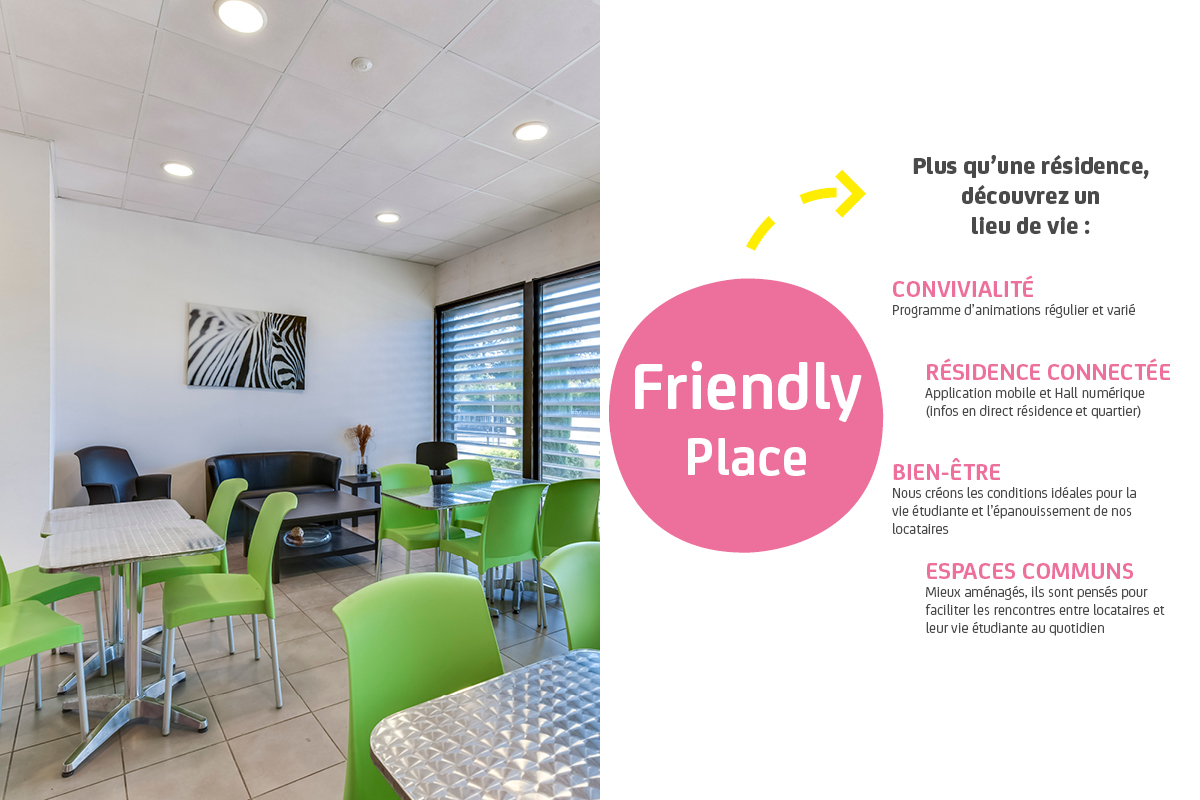 Plus qu’une résidence,
découvrez un
lieu de vie :
Friendly
Place
CONVIVIALITÉ
Programme d’animations régulier et varié
RÉSIDENCE CONNECTÉE
Application mobile et Hall numérique
(Infos en direct résidence et quartier)
BIEN-ÊTRE
Nous créons les conditions idéales pour la
vie étudiante et l’épanouissement de nos
locataires
ESPACES COMMUNS
Mieux aménagés, ils sont pensés pour
faciliter les rencontres entre locataires et
leur vie étudiante au quotidien